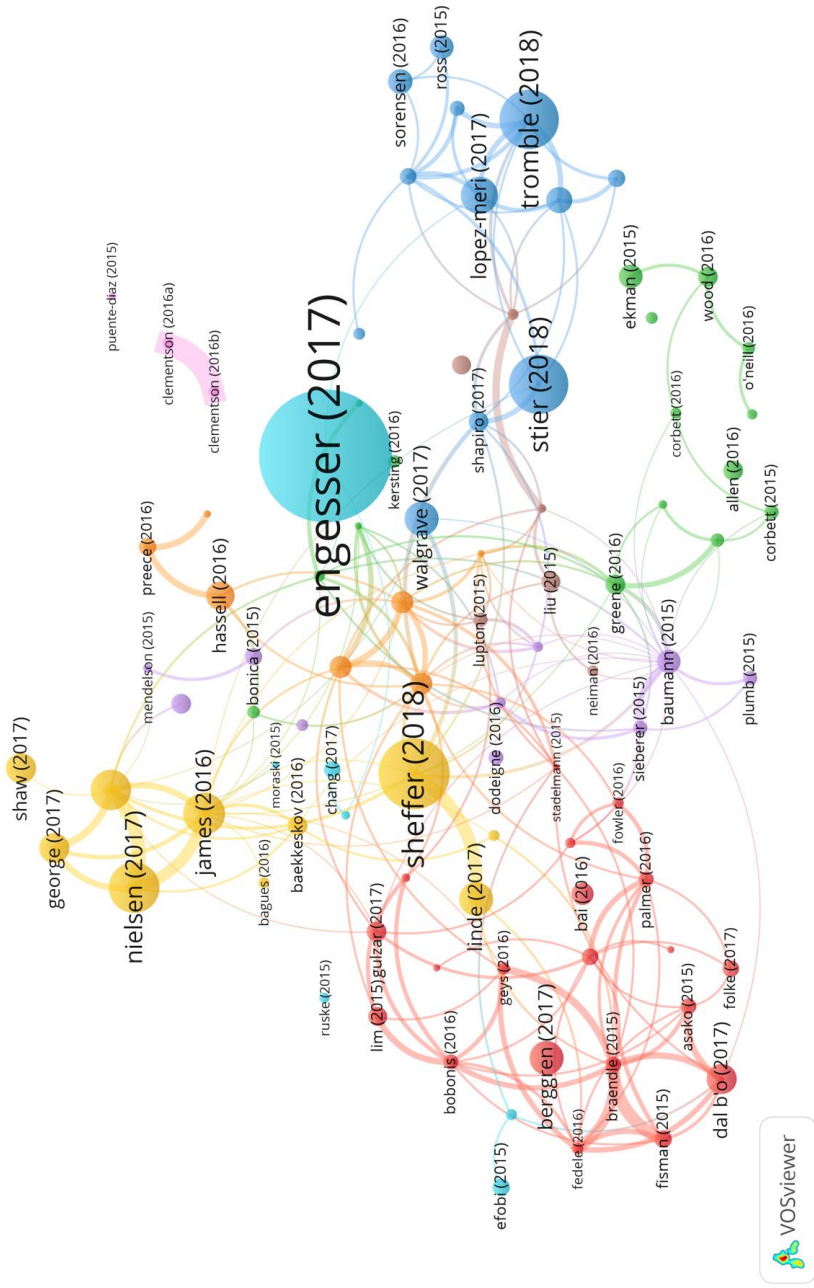 shaw (2017)
george (2017)
nielsen (2017)
james (2016)
mendelson (2015)
bonica (2015)
moraski (2015)
bagues (2016)
baekkeskov (2016)
chang (2017)
sheffer (2018)
linde (2017)
preece (2016)
hassell (2016)
puente-diaz (2015)
clementson (2016a)
clementson (2016b)
engesser (2017)
kersting (2016)
walgrave (2017)
shapiro (2017)
stier (2018)
sorensen (2016)
ross (2015)
lopez-meri (2017)
tromble (2018)
ekman (2015)
wood (2016)
o'neill (2016)
corbett (2016)
allen (2016)
corbett (2015)
greene (2016)
liu (2015)
lupton (2015)
neiman (2016)
baumann (2015)
sieberer (2015)
plumb (2015)
dodeigne (2016)
stadelmann (2015)
fowler (2016)
palmer (2016)
bai (2016)
ruske (2015)
gulzar (2017)
lim (2015)
geys (2016)
bobonis (2016)
berggren (2017)
braendle (2015)
asako (2015)
folke (2017)
dal b'o (2017)
fisman (2015)
fedele (2016)
efobi (2015)
VOSviewer